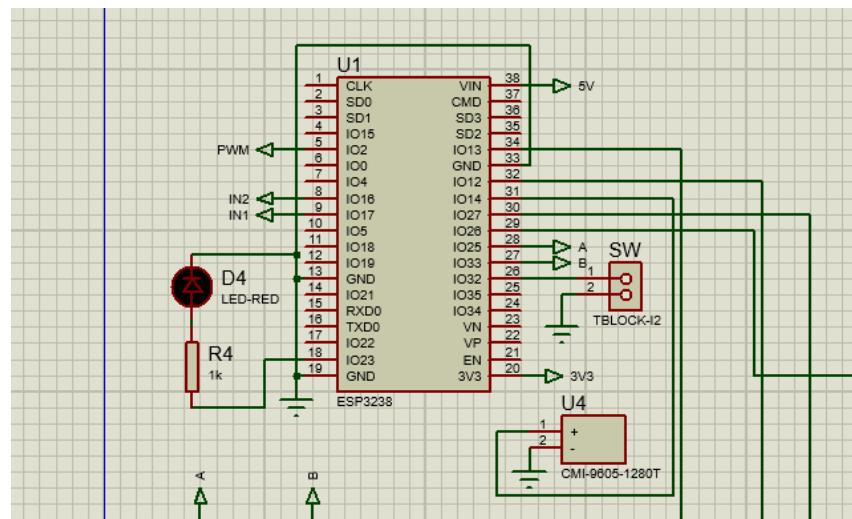 U1
1 CLK VIN 38 5V
2 SD0 CMD 37
3 SD1 SD3 36
4 IO15 SD2 35
PWM 5 IO2 IO13 34
6 IO0 GND 33
7 IO4 IO12 32
IN2 8 IO16 IO14 31
IN1 9 IO17 IO27 30
10 IO5 IO26 29
11 IO18 IO25 28 A
12 IO19 IO33 27 B
13 GND IO32 26
14 IO21 IO35 25
15 RXD0 IO34 24
16 TXD0 VN 23
17 IO22 VP 22
18 IO23 EN 21
19 GND 3V3 20 3V3
ESP3238
D4
LED-RED
R4
1k
SW
1
2
TBLOCK-I2
U4
1 +
2 -
CMI-9605-1280T
A
B